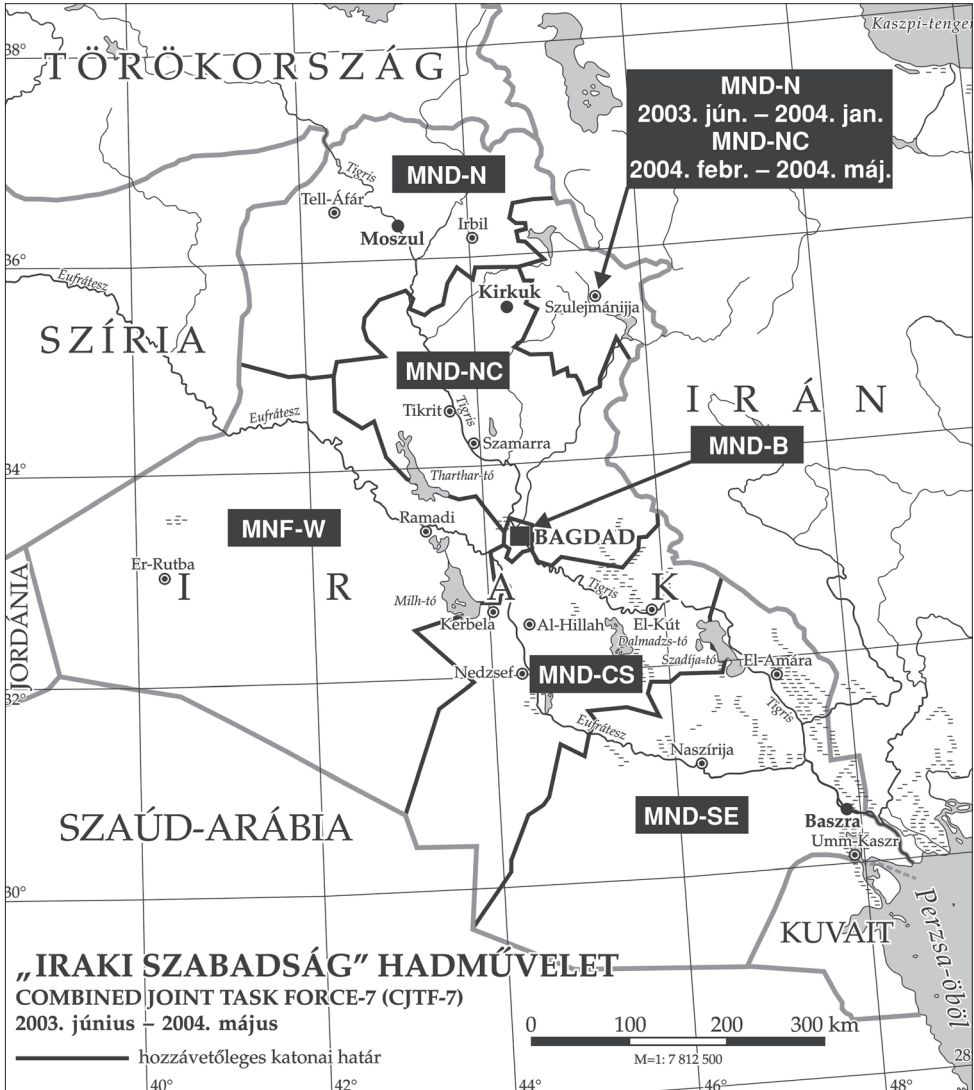 Kaszpi-tenger
38°
TÖRÖKORSZÁG
MND-N
2003. jún. – 2004. jan.
MND-NC
2004. febr. – 2004. máj.
Tigris
MND-N
Tell-Áfár
Moszul
Irbil
36°
Eufrátesz
Kirkuk
Szulejmánijja
SZÍRIA
MND-NC
IRÁN
Eufrátesz
Tikrit
Tigris
Szamarra
MND-B
34°
Tharthar-tó
MNF-W
Ramadi
BAGDAD
Er-Rutba
IRAK
JORDANIA
Milh-tó
Tigris
Kerbela
Al-Hillah
El-Kút
Dalmadzs-tó
Szadíja-tó
El-Amára
Nedzsef
MND-CS
32°
Eufrátesz
Tigris
Naszírija
SZAÚD-ARÁBIA
MND-SE
Baszra
Umm-Kaszr
30°
Perzsa-öböl
KUVAIT
„IRAKI SZABADSÁG” HADMŰVELET
COMBINED JOINT TASK FORCE-7 (CJTF-7)
2003. június – 2004. május
hozzávetőleges katonai határ
0 100 200 300 km
M=1: 7 812 500
28°
40° 42° 44° 46° 48°